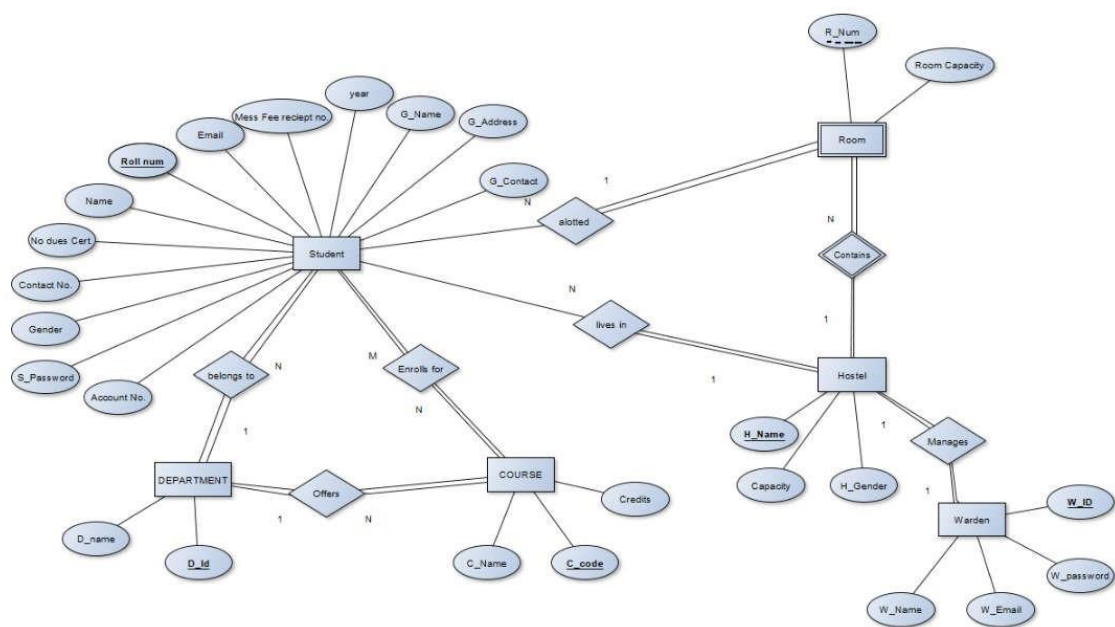 R_Num
Room Capacity
year
Mess Fee reciept no.
G_Name
G_Address
Email
Roll num
G_Contact
Room
1
N
Name
alotted
N
No dues Cert
Student
Contains
Contact No.
N
Gender
lives in
1
M
belongs to
N
Enrolls for
1
Hostel
S_Password
Account No.
N
1
H_Name
1
Manages
DEPARTMENT
COURSE
Capacity
H_Gender
1
Offers
Credits
W_ID
1
N
Warden
D_name
D_Id
C_Name
C_code
W_password
W_Name
W_Email